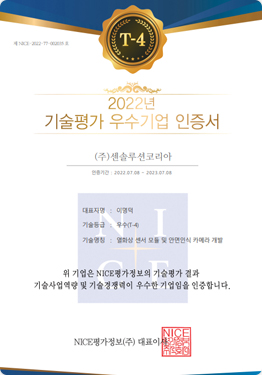 T-4
제 NICE-2022-TT-002051 호
2022년
기술평가 우수기업 인증서
(주)센솔루션코리아
인증기간 : 2022.07.08 ~ 2023.07.08
대표자명 : 이명덕
기술등급 : 우수(T-4)
기술명칭 : 열화상 센서 모듈 및 안면인식 카메라 개발
N I
C E
위 기업은 NICE평가정보의 기술평가 결과
기술사업역량 및 기술경쟁력이 우수한 기업임을 인증합니다.
NICE평가정보(주) 대표이사
NICE